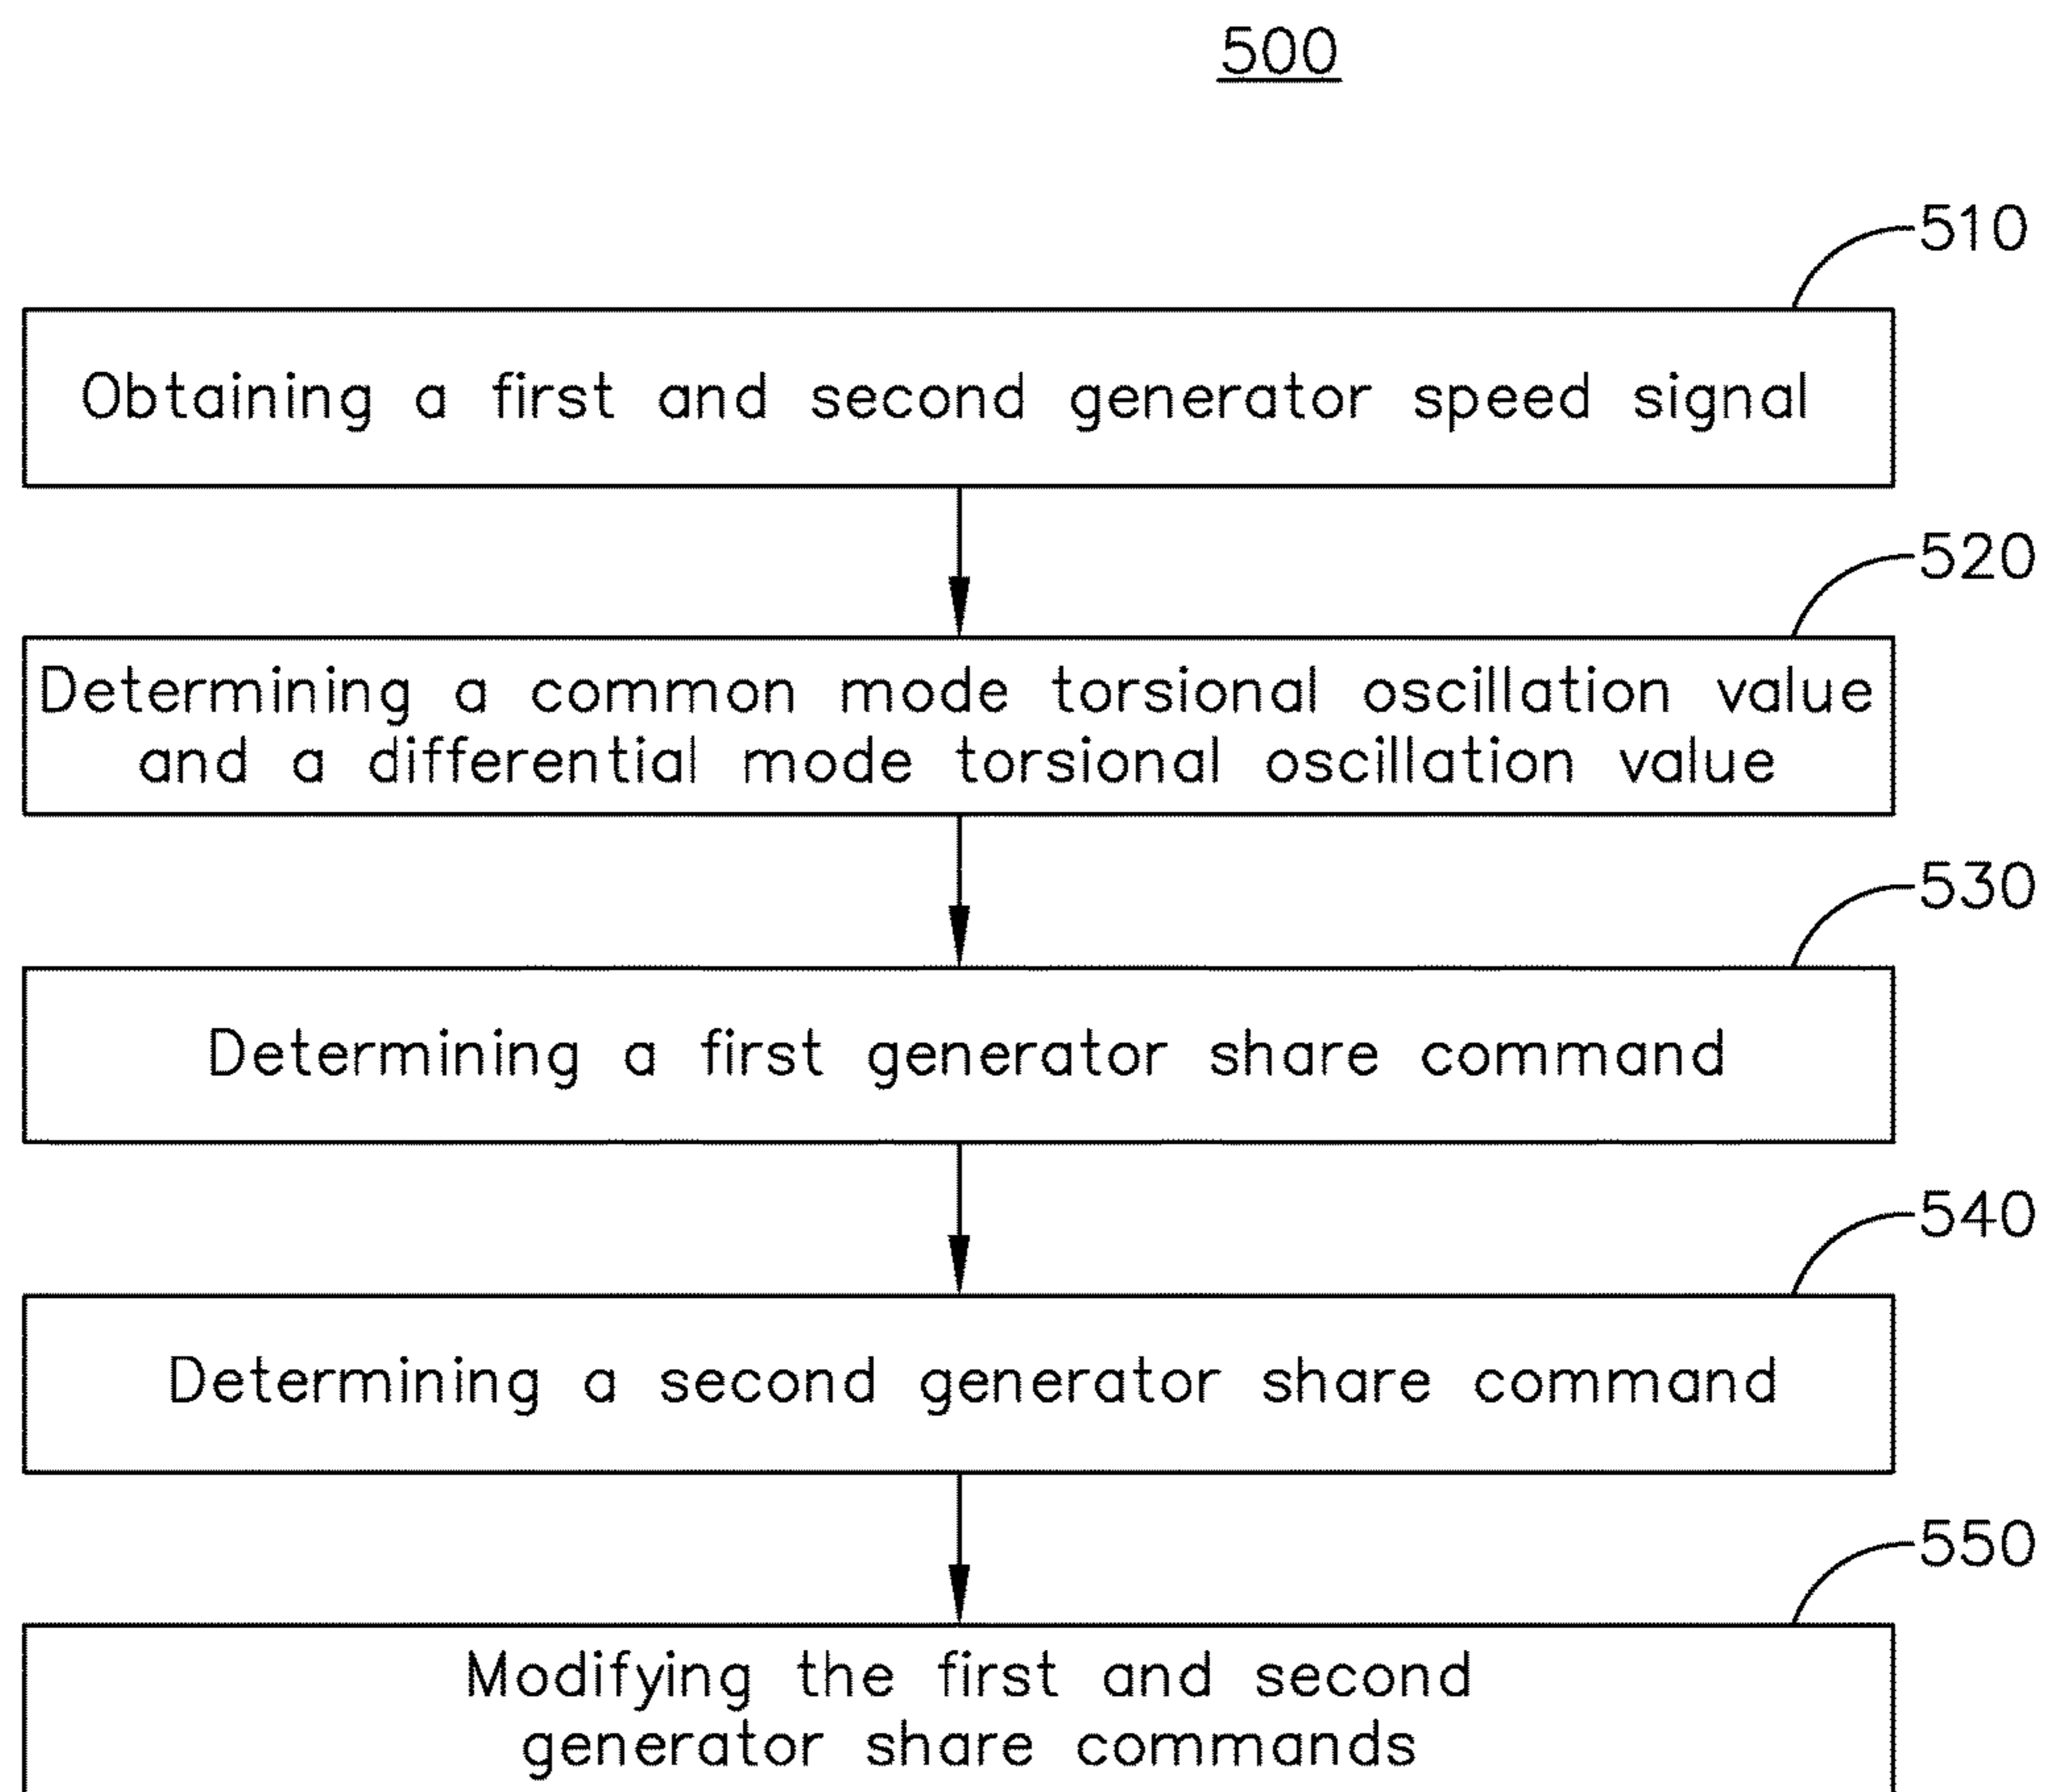 500
510
Obtaining a first and second generator speed signal
520
Determining a common mode torsional oscillation value
and a differential mode torsional oscillation value
530
Determining a first generator share command
540
Determining a second generator share command
550
Modifying the first and second
generator share commands